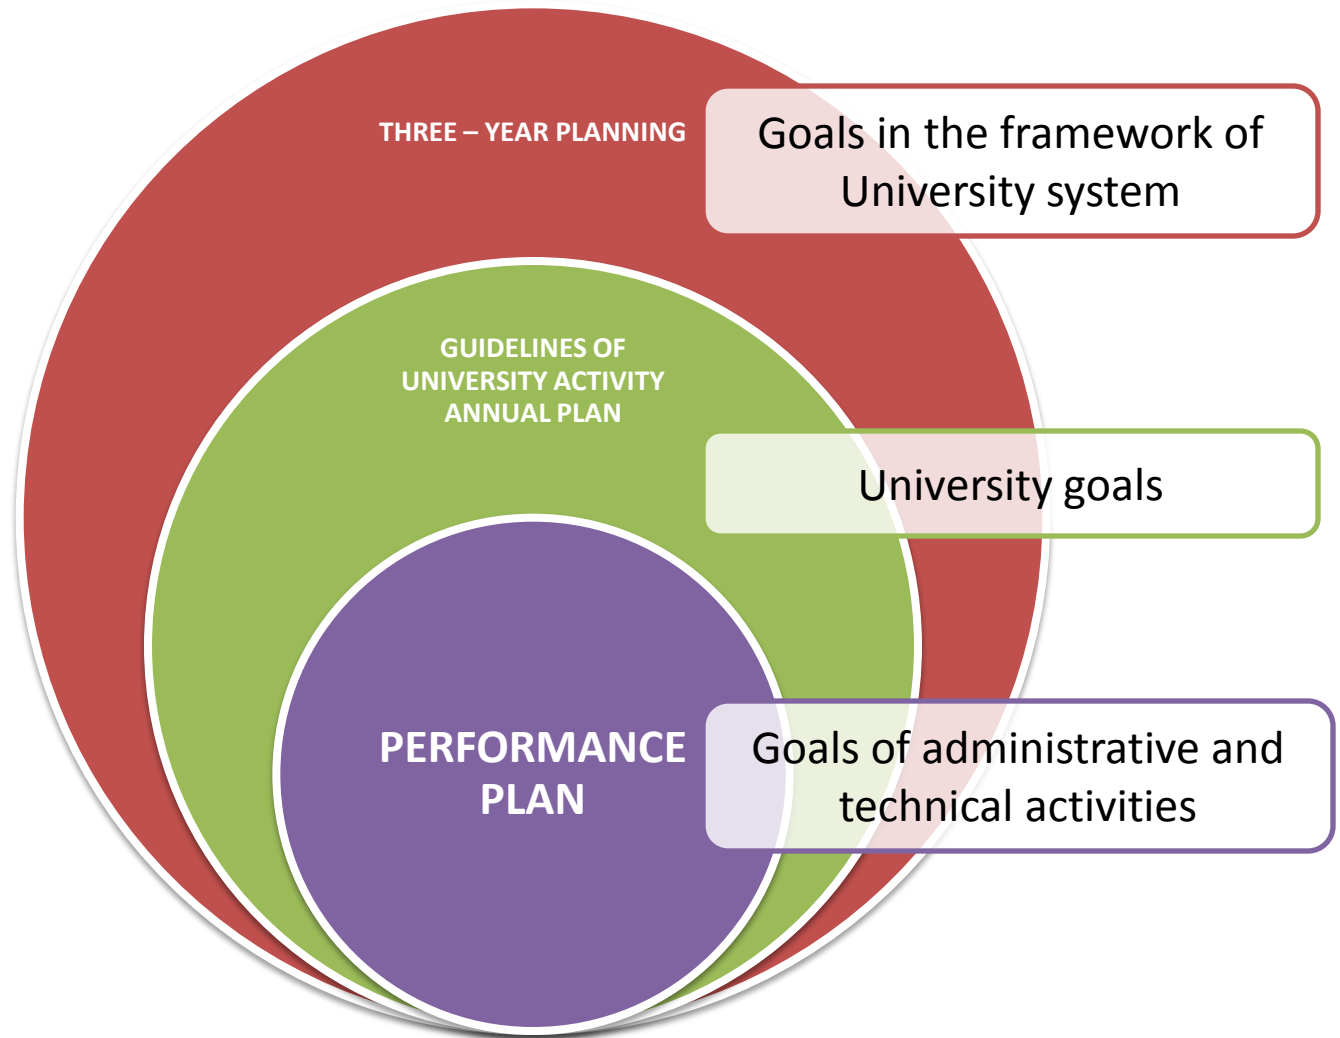 THREE – YEAR PLANNING
Goals in the framework of
University system
GUIDELINES OF
UNIVERSITY ACTIVITY
ANNUAL PLAN
University goals
PERFORMANCE
PLAN
Goals of administrative and
technical activities